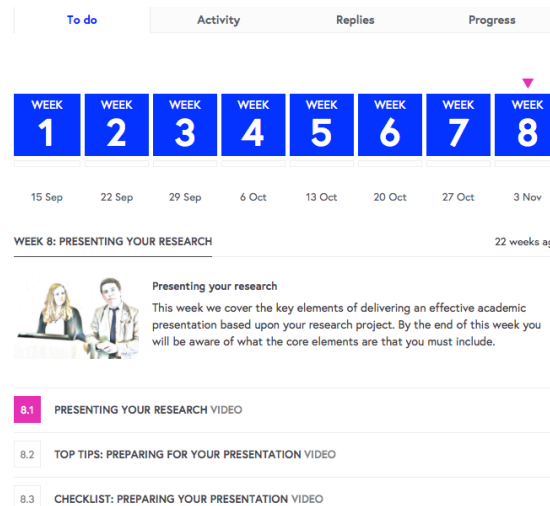 To do Activity Replies Progress
WEEK WEEK WEEK WEEK WEEK WEEK WEEK WEEK
1 2 3 4 5 6 7 8
15 Sep 22 Sep 29 Sep 6 Oct 13 Oct 20 Oct 27 Oct 3 Nov
WEEK 8: PRESENTING YOUR RESEARCH 22 weeks ag
Presenting your research
This week we cover the key elements of delivering an effective academic
presentation based upon your research project. By the end of this week you
will be aware of what the core elements are that you must include.
8.1 PRESENTING YOUR RESEARCH VIDEO
8.2 TOP TIPS: PREPARING FOR YOUR PRESENTATION VIDEO
8.3 CHECKLIST: PREPARING YOUR PRESENTATION VIDEO